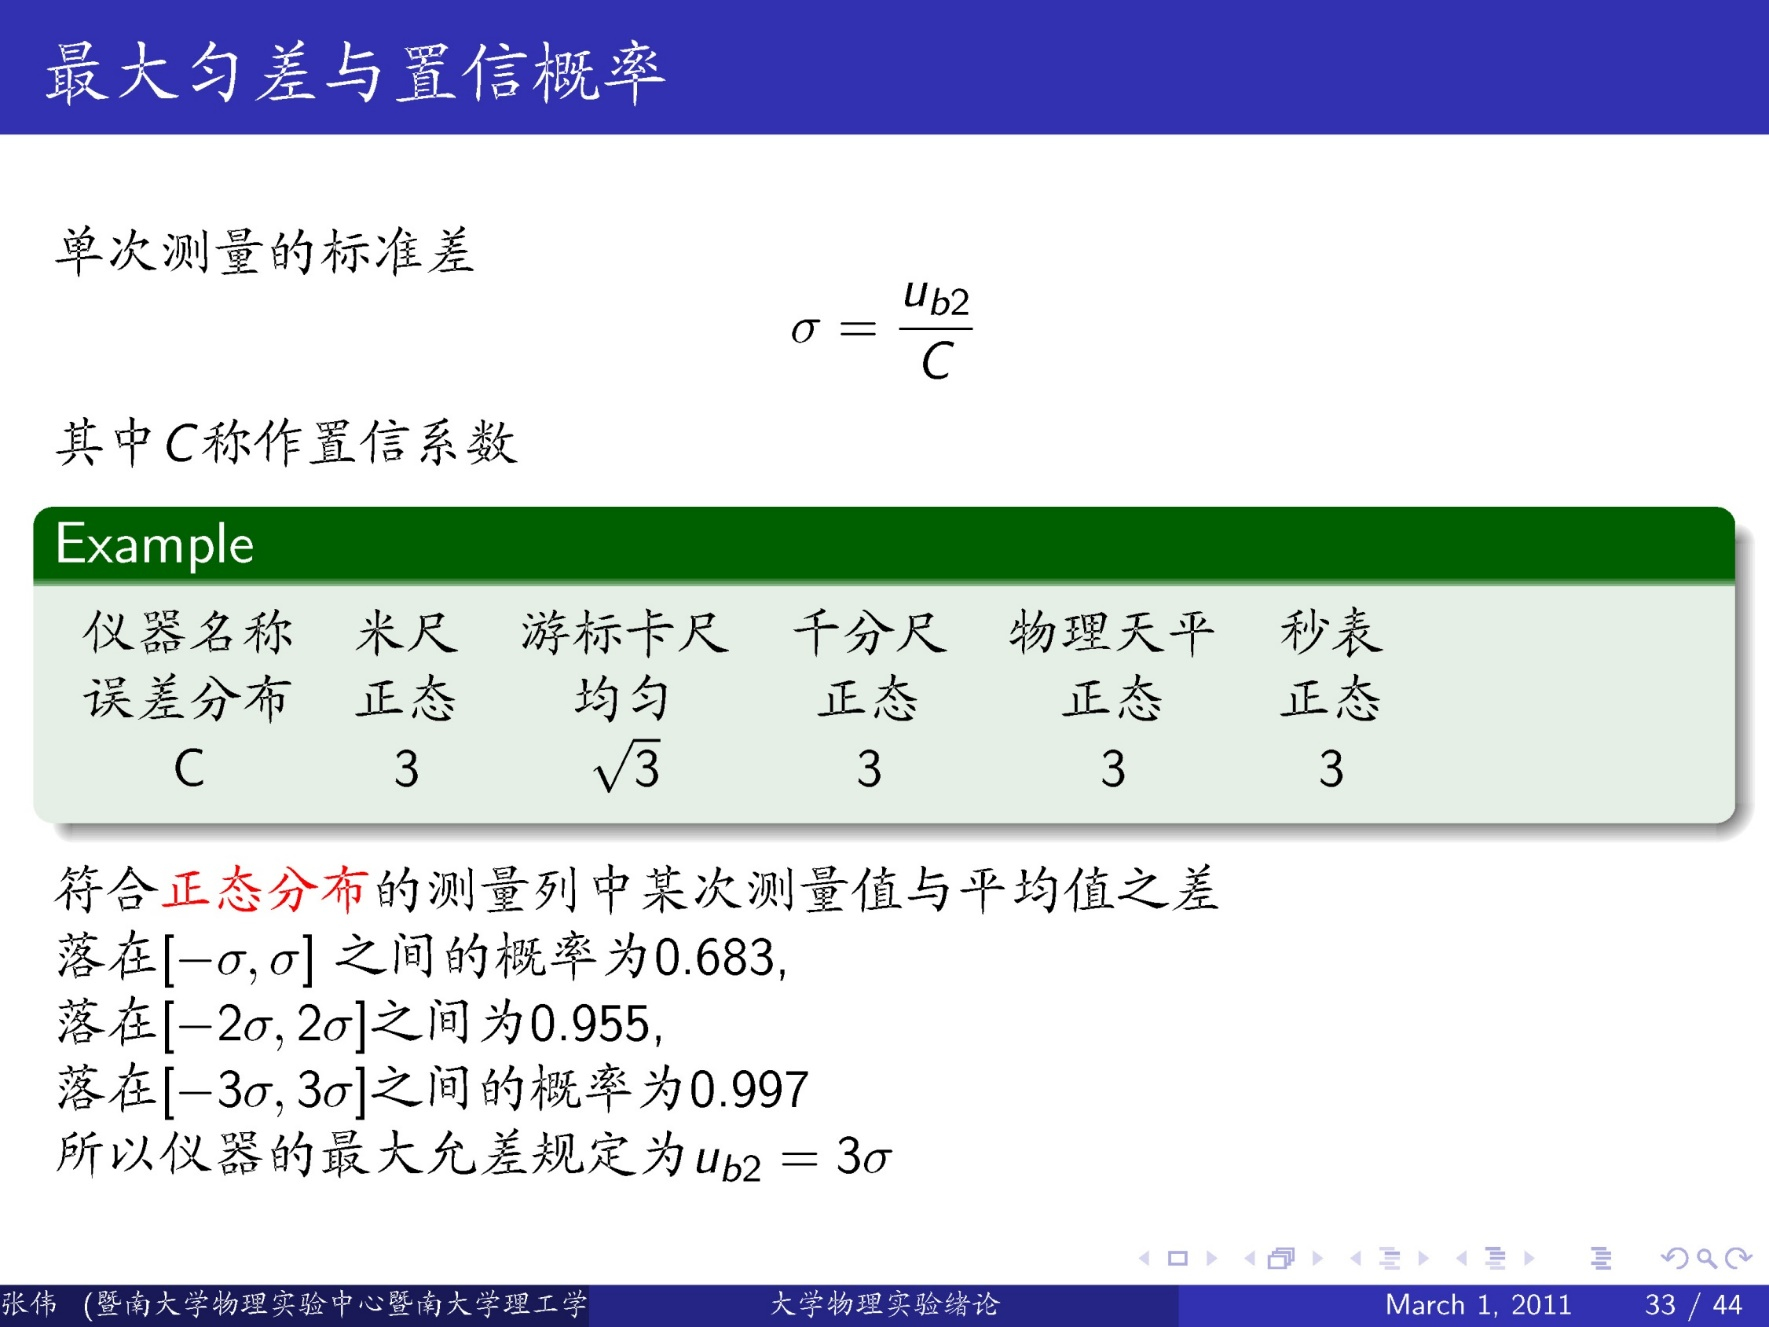 最大匀差与置信概率
单次测量的标准差
σ = u_{b2} / C
其中C称作置信系数
Example
仪器名称 米尺 游标卡尺 千分尺 物理天平 秒表
误差分布 正态 均匀 正态 正态 正态
C 3 √3 3 3 3
符合正态分布的测量列中某次测量值与平均值之差
落在[−σ, σ] 之间的概率为0.683,
落在[−2σ, 2σ]之间为0.955,
落在[−3σ, 3σ]之间的概率为0.997
所以仪器的最大允差规定为u_{b2} = 3σ
张伟 (暨南大学物理实验中心暨南大学理工学 大学物理实验绪论 March 1, 2011 33 / 44